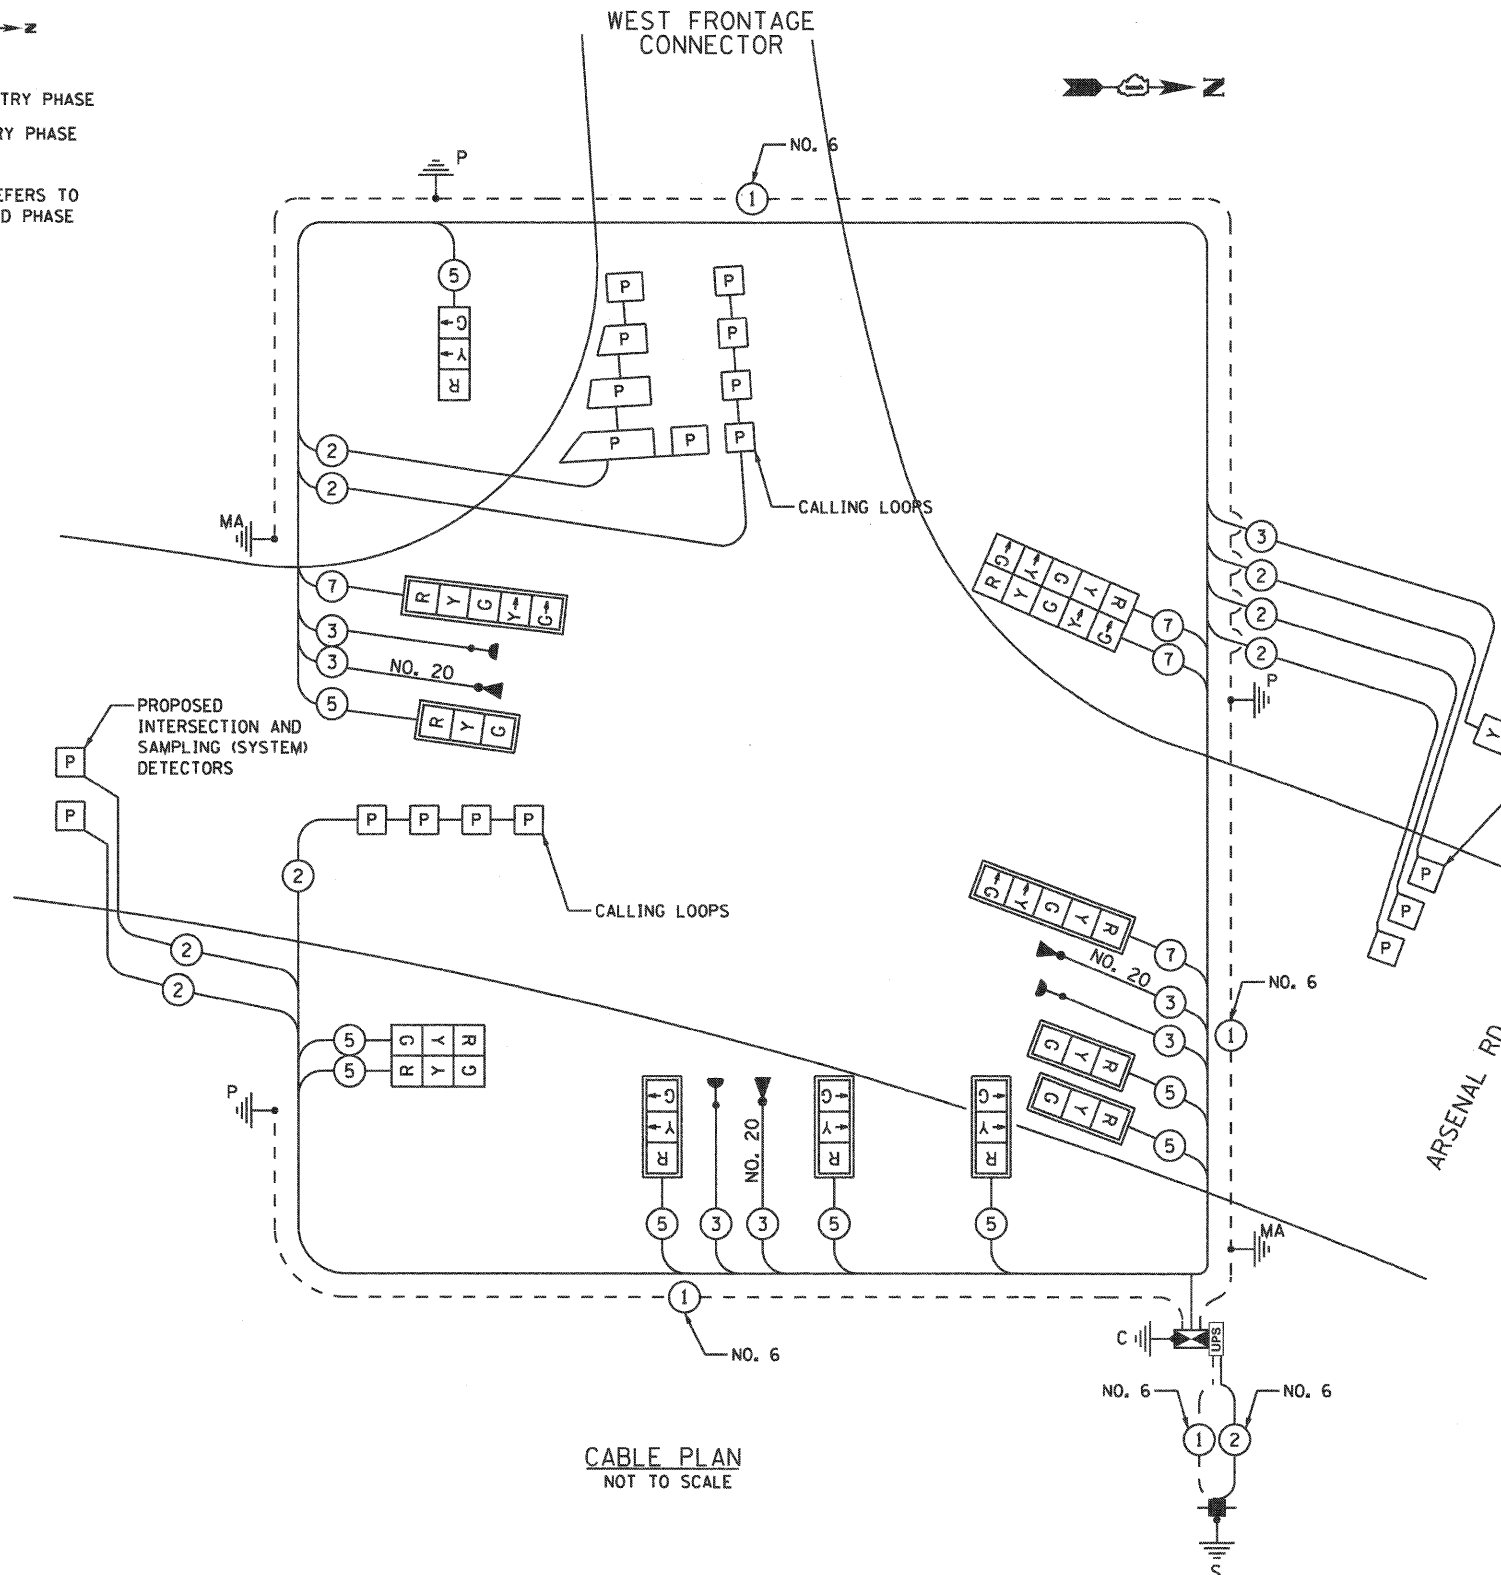 WEST FRONTAGE
CONNECTOR
N
N
TRY PHASE
RY PHASE
EFERS TO
D PHASE
NO. 6
1
P
5
G
Y
R
P
P
P
P
P
P
P
P
P
2
2
CALLING LOOPS
MA
7
R Y G Y G
3
3
NO. 20
5
R Y G
PROPOSED
INTERSECTION AND
SAMPLING (SYSTEM)
DETECTORS
P
P
G Y G Y R
R Y G Y G
7
7
3
2
2
2
P
Y
P
P
P
P P P P
2
CALLING LOOPS
2
2
G Y G Y R
7
NO. 20
3
3
G Y R
5
G Y R
5
NO. 6
1
ARSENAL RD
5
G Y R
5
R Y G
P
G
Y
R
NO. 20
G
Y
R
G
Y
R
5
3
3
5
5
MA
1
NO. 6
C
UPS
NO. 6
NO. 6
1
2
S
CABLE PLAN
NOT TO SCALE